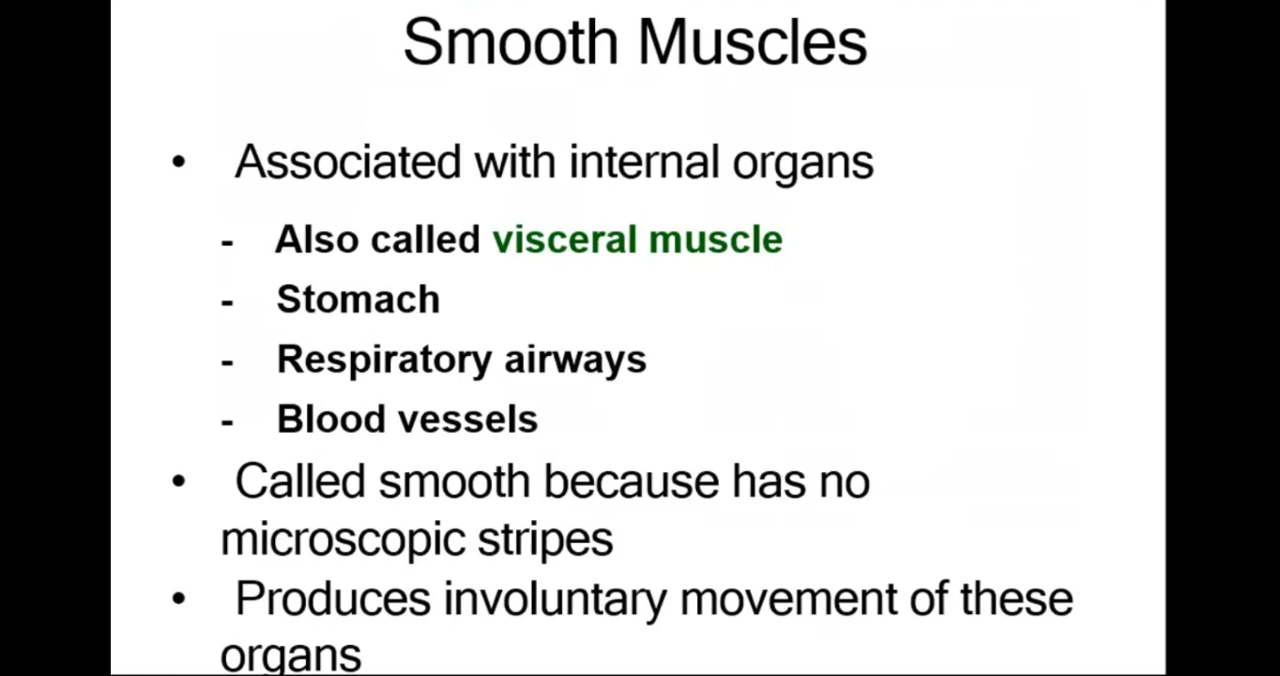 Smooth Muscles
• Associated with internal organs
- Also called visceral muscle
- Stomach
- Respiratory airways
- Blood vessels
• Called smooth because has no
microscopic stripes
• Produces involuntary movement of these
organs